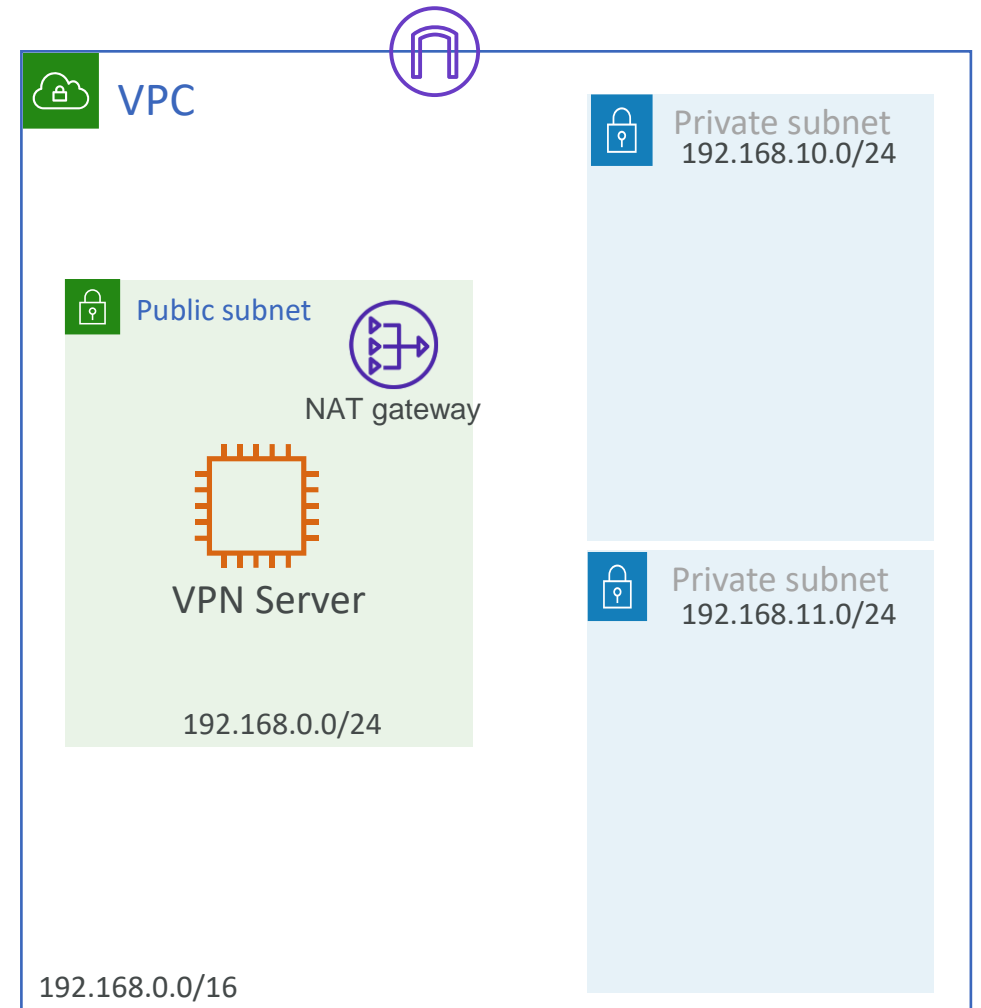 VPC
Private subnet
192.168.10.0/24
Public subnet
NAT gateway
VPN Server
192.168.0.0/24
Private subnet
192.168.11.0/24
192.168.0.0/16